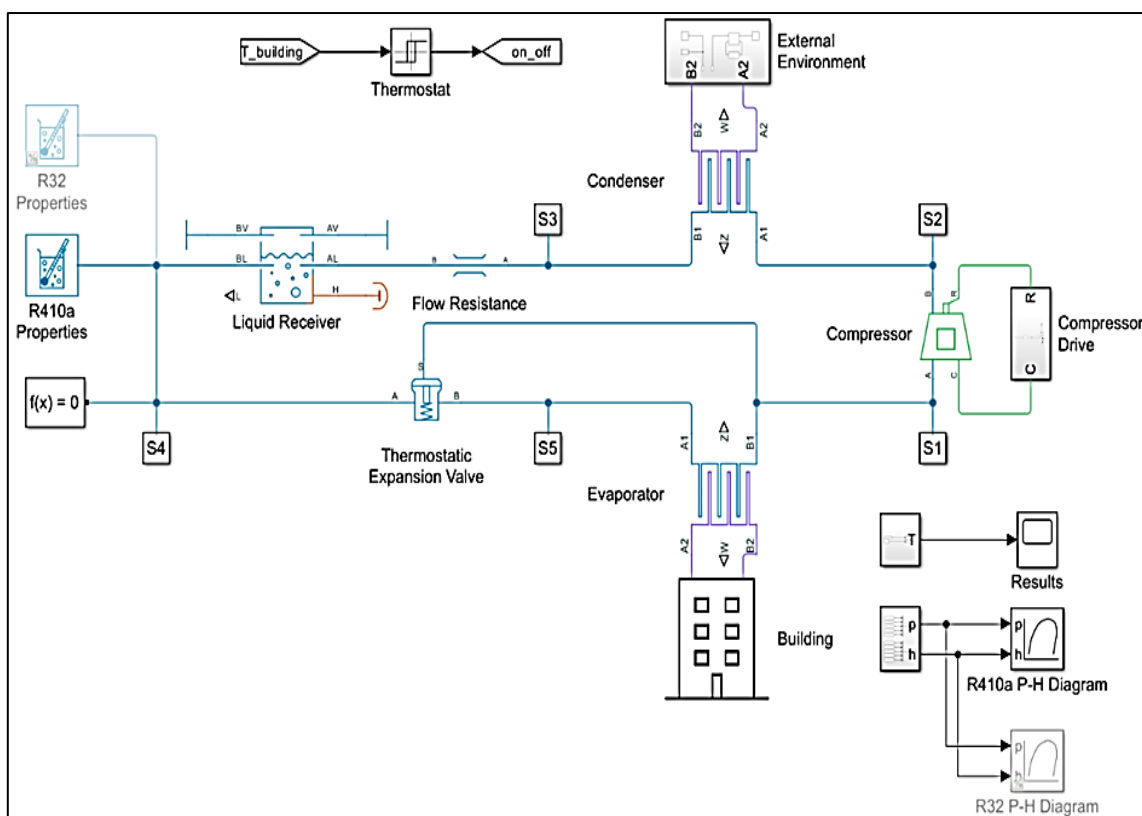 T_building
on_off
Thermostat
External
Environment
B2
A2
B2
W
A2
Condenser
B1
Z
A1
R32
Properties
R410a
Properties
BV
AV
BL
AL
L
H
Liquid Receiver
B
A
Flow Resistance
S3
S2
B
R
Compressor
A
C
R
C
Compressor
Drive
f(x) = 0
S4
S
A
B
Thermostatic
Expansion Valve
S5
S1
A1
Z
B1
Evaporator
A2
W
B2
Building
T
Results
p
h
p
h
R410a P-H Diagram
p
h
R32 P-H Diagram